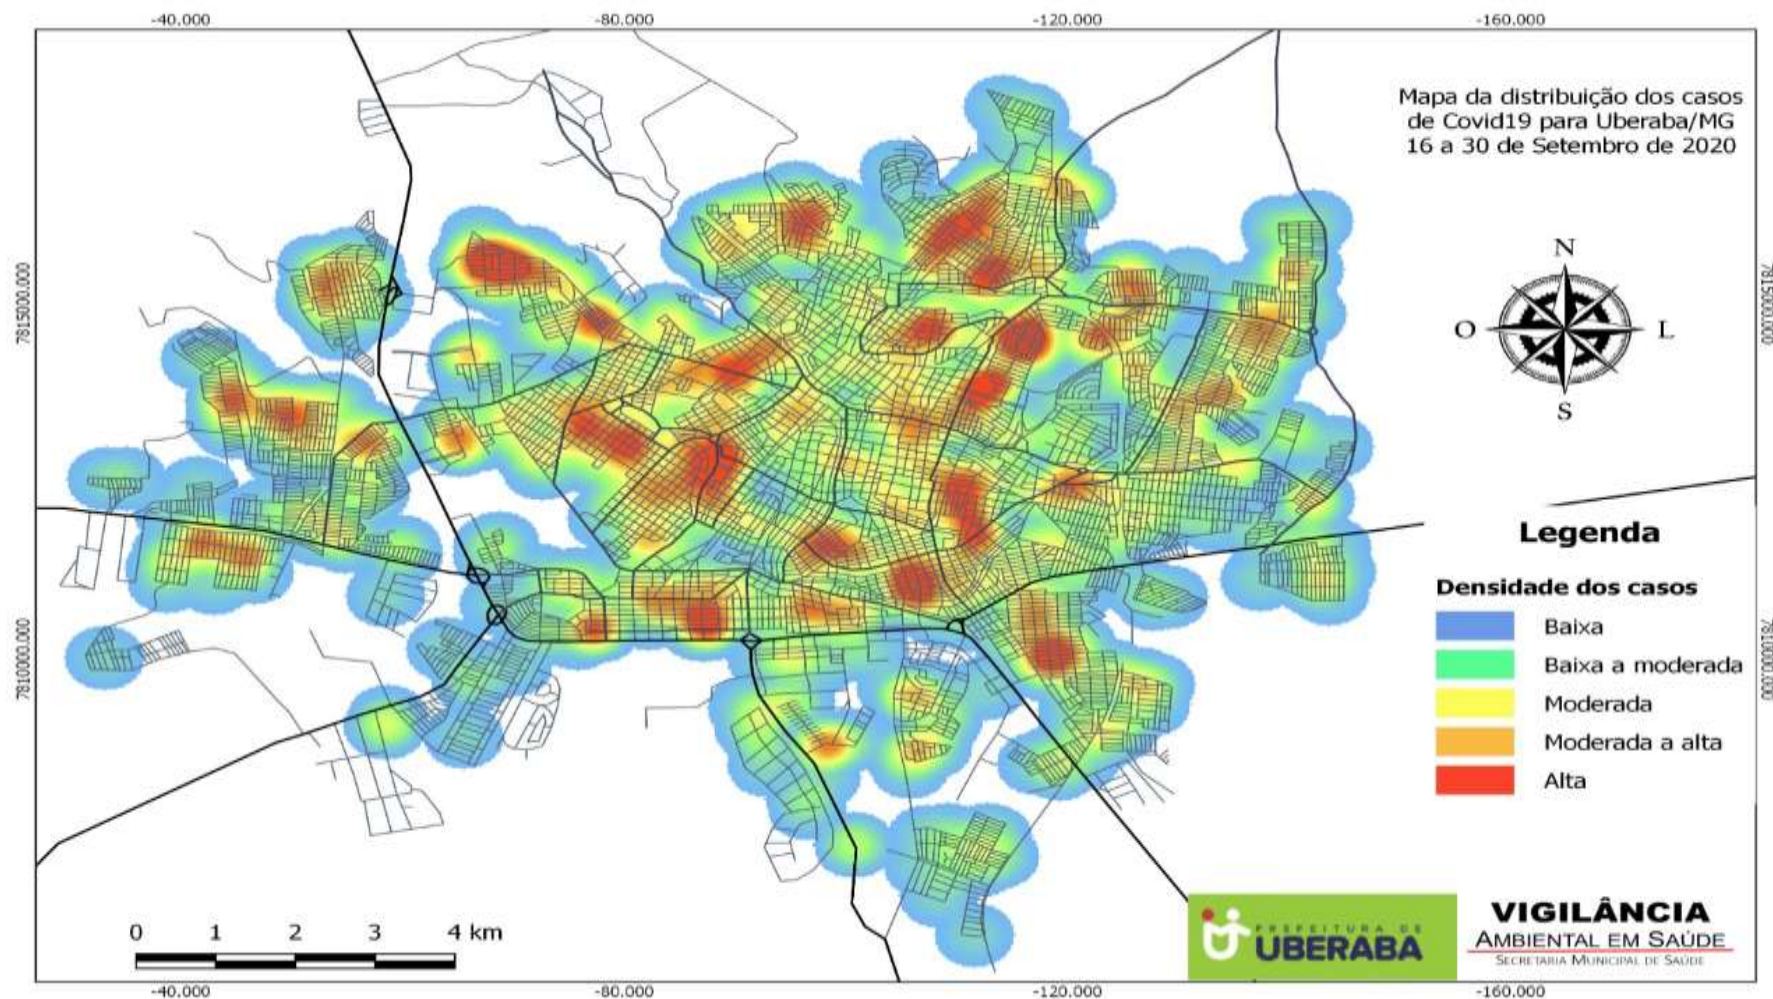 -40.000
-80.000
-120.000
-160.000
Mapa da distribuição dos casos
de Covid19 para Uberaba/MG
16 a 30 de Setembro de 2020
7815000.000
7815000.000
N
O
L
S
Legenda
Densidade dos casos
Baixa
Baixa a moderada
Moderada
Moderada a alta
Alta
7810000.000
7810000.000
0 1 2 3 4 km
PREFEITURA DE
UBERABA
VIGILÂNCIA
AMBIENTAL EM SAÚDE
SECRETARIA MUNICIPAL DE SAÚDE
-40.000
-80.000
-120.000
-160.000